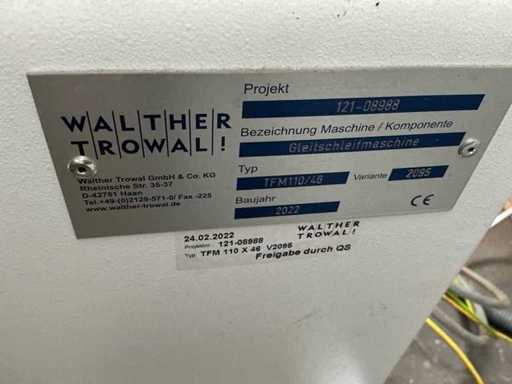 WALTHER
TROWAL!
Walther Trowal GmbH & Co. KG
Rheinische Str. 35-37
D-42781 Haan
Tel.+49-(0)2129-571-0/ Fax -225
www.walther-trowal.de
Projekt
121-08988
Bezeichnung Maschine / Komponente
Gleitschleifmaschine
Typ
TFM110/46 Variante 2095
Baujahr
2022
CE
24.02.2022
Projektnr. 121-08988
Typ TFM 110 X 46 V2095
WALTHER
TROWAL!
Freigabe durch QS